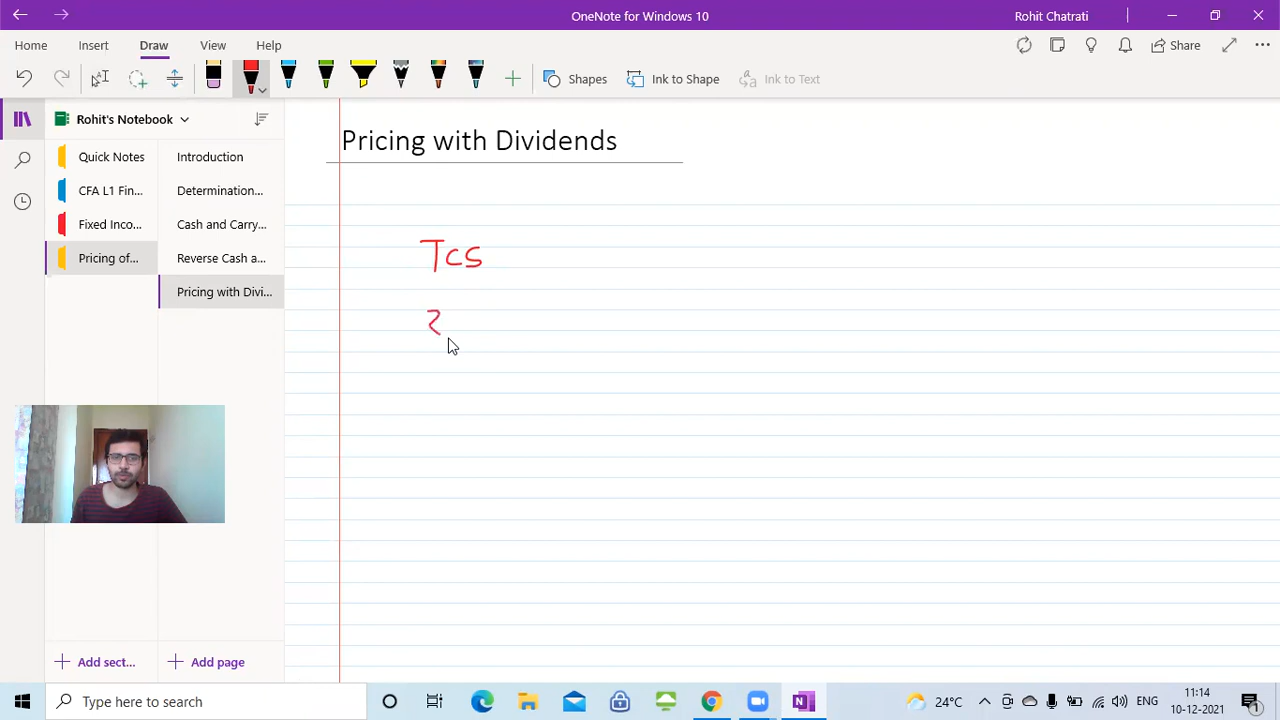 OneNote for Windows 10
Rohit Chatrati
Home Insert Draw View Help
Share
Shapes
Ink to Shape
Ink to Text
Rohit's Notebook
Quick Notes
CFA L1 Fin...
Fixed Inco...
Pricing of...
Introduction
Determination...
Cash and Carry...
Reverse Cash a...
Pricing with Divi...
Add sect...
Add page
Pricing with Dividends
Tcs
2
Type here to search
24°C
ENG
11:14
10-12-2021
1